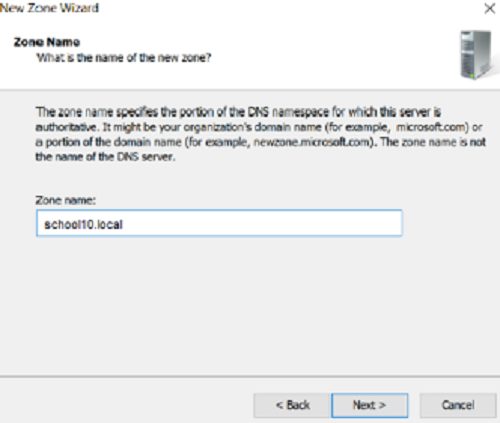 New Zone Wizard
Zone Name
What is the name of the new zone?
The zone name specifies the portion of the DNS namespace for which this server is
authoritative. It might be your organization's domain name (for example, microsoft.com) or
a portion of the domain name (for example, newzone.microsoft.com). The zone name is not
the name of the DNS server.
Zone name:
school10.local
< Back Next > Cancel